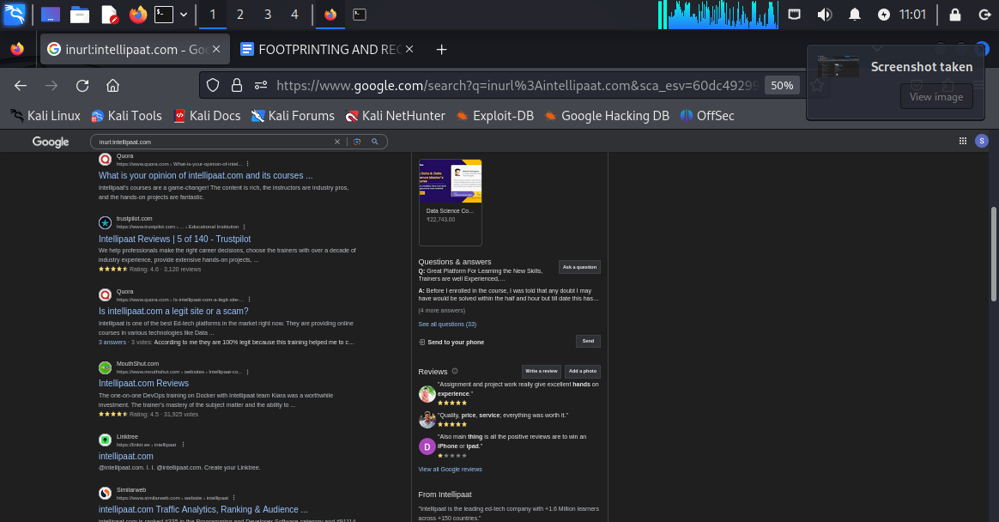 1
2
3
4
11:01
inurl:intellipaat.com - Go
FOOTPRINTING AND REC
Screenshot taken
View image
https://www.google.com/search?q=inurl%3Aintellipaat.com&sca_esv=60dc49299
50%
Kali Linux
Kali Tools
Kali Docs
Kali Forums
Kali NetHunter
Exploit-DB
Google Hacking DB
OffSec
Google
inurl:intellipaat.com
S
Quora
https://www.quora.com › What-is-your-opinion-of-intel...
What is your opinion of intellipaat.com and its courses ...
Intellipaat's courses are a game-changer! The content is rich, the instructors are industry pros,
and the hands-on projects are fantastic.
trustpilot.com
https://www.trustpilot.com › ... › Educational Institution
Intellipaat Reviews | 5 of 140 - Trustpilot
We help professionals make the right career decisions, choose the trainers with over a decade of
industry experience, provide extensive hands-on projects, ...
Rating: 4.6 · 3,120 reviews
Quora
https://www.quora.com › Is-intellipaat-com-a-legit-site-...
Is intellipaat.com a legit site or a scam?
Intellipaat is one of the best Ed-tech platforms in the market right now. They are providing online
courses in various technologies like Data ...
3 answers · 3 votes: According to me they are 100% legit because this training helped me to c...
MouthShut.com
https://www.mouthshut.com › websites › Intellipaat-co...
Intellipaat.com Reviews
The one-on-one DevOps training on Docker with Intellipaat team Kiara was a worthwhile
investment. The trainer's mastery of the subject matter and the ability to ...
Rating: 4.5 · 31,925 votes
Linktree
https://linktr.ee › intellipaat
intellipaat.com
@intellipaat.com. I. I. @intellipaat.com. Create your Linktree.
Similarweb
https://www.similarweb.com › website › intellipaat
intellipaat.com Traffic Analytics, Ranking & Audience ...
intellipaat.com is ranked #335 in the Programming and Developer Software category and #91114
Data Science Co...
₹22,743.00
Questions & answers
Q: Great Platform For Learning the New Skills,
Trainers are well Experienced,...
Ask a question
A: Before I enrolled in the course, I was told that any doubt I may
have would be solved within the half and hour but till date this has...
(4 more answers)
See all questions (33)
Send to your phone
Send
Reviews
Write a review
Add a photo
"Assignment and project work really give excellent hands on
experience."
"Quality, price, service; everything was worth it."
D
"Also main thing is all the positive reviews are to win an
iPhone or ipad."
View all Google reviews
From Intellipaat
"Intellipaat is the leading ed-tech company with +1.6 Million learners
across +150 countries."